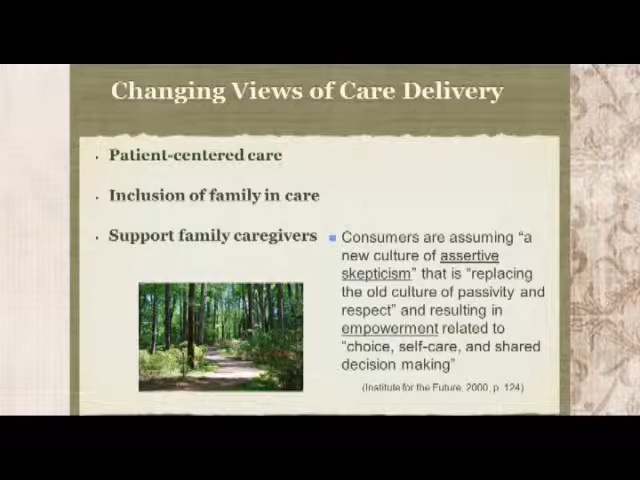 Changing Views of Care Delivery
Patient-centered care
Inclusion of family in care
Support family caregivers
Consumers are assuming “a
new culture of assertive
skepticism” that is “replacing
the old culture of passivity and
respect” and resulting in
empowerment related to
“choice, self-care, and shared
decision making”
(Institute for the Future, 2000, p. 124)